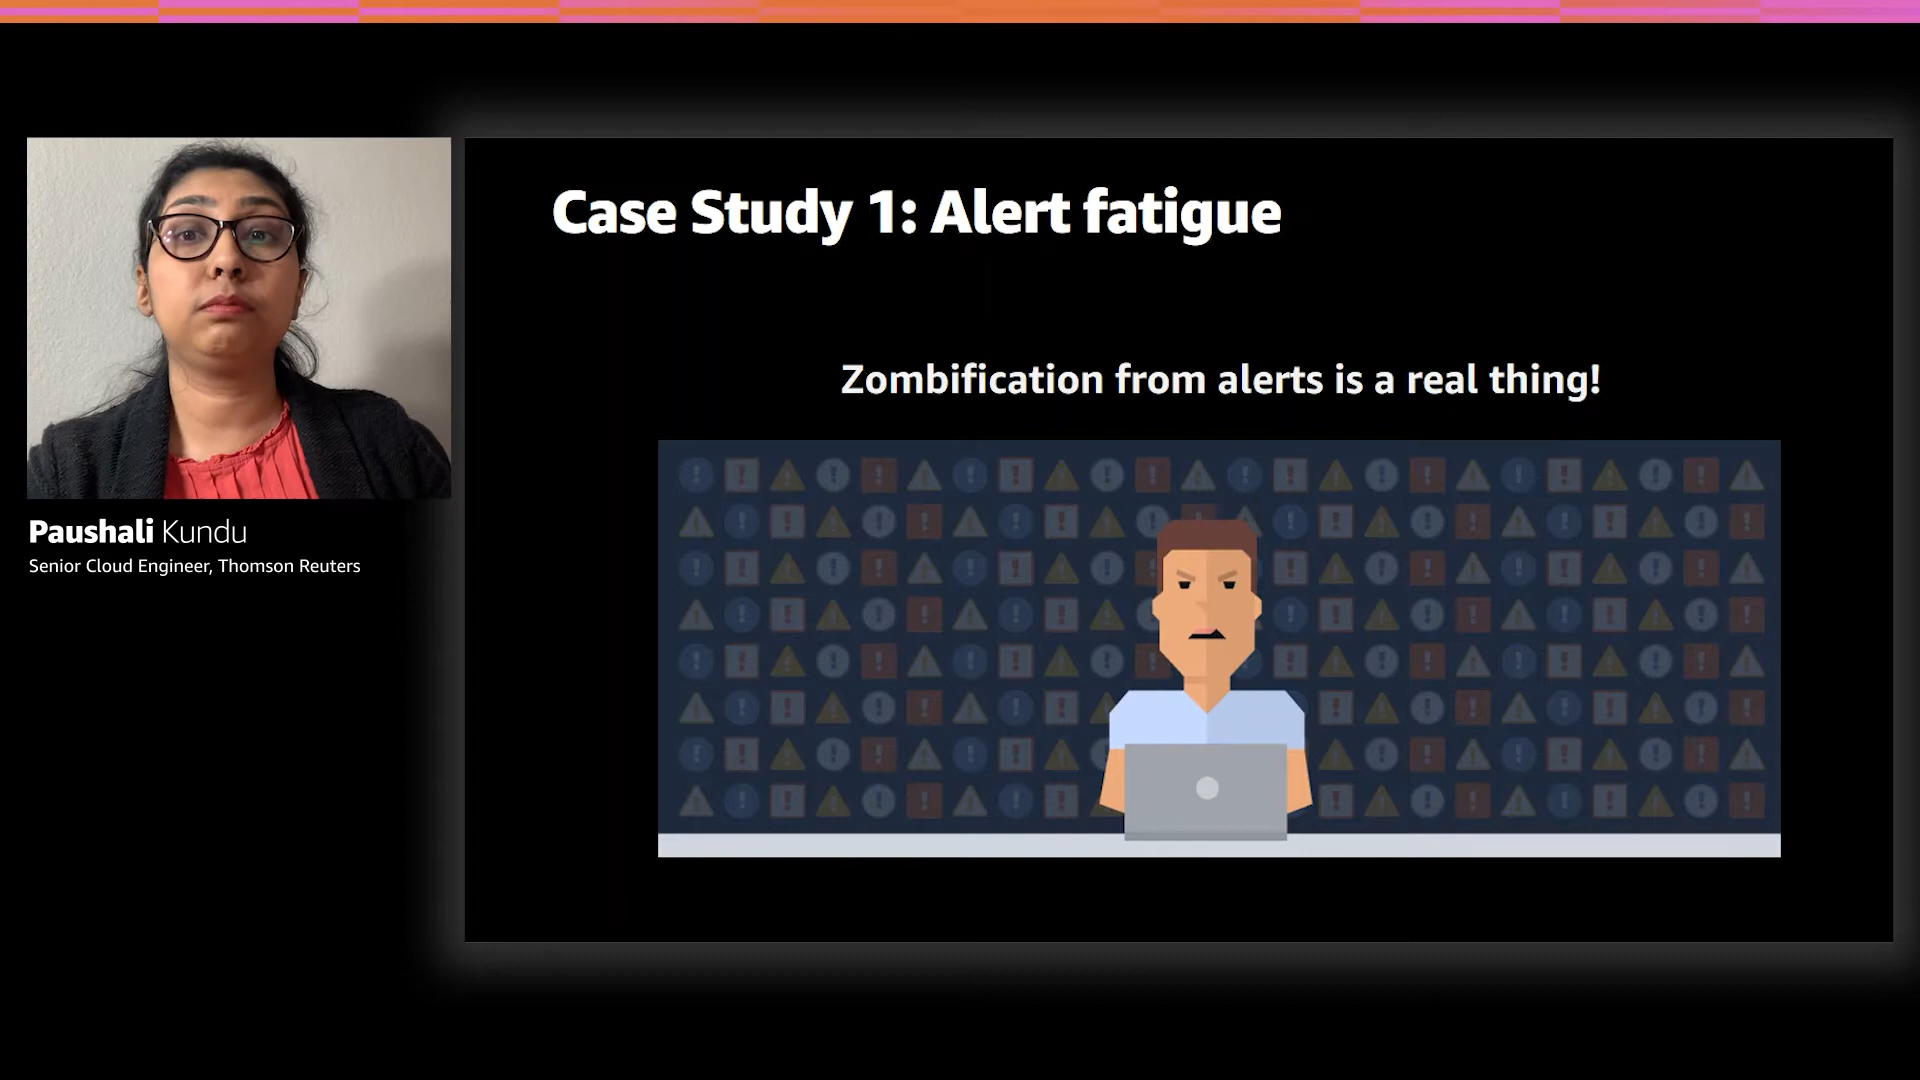 Case Study 1: Alert fatigue
Zombification from alerts is a real thing!
Paushali Kundu
Senior Cloud Engineer, Thomson Reuters